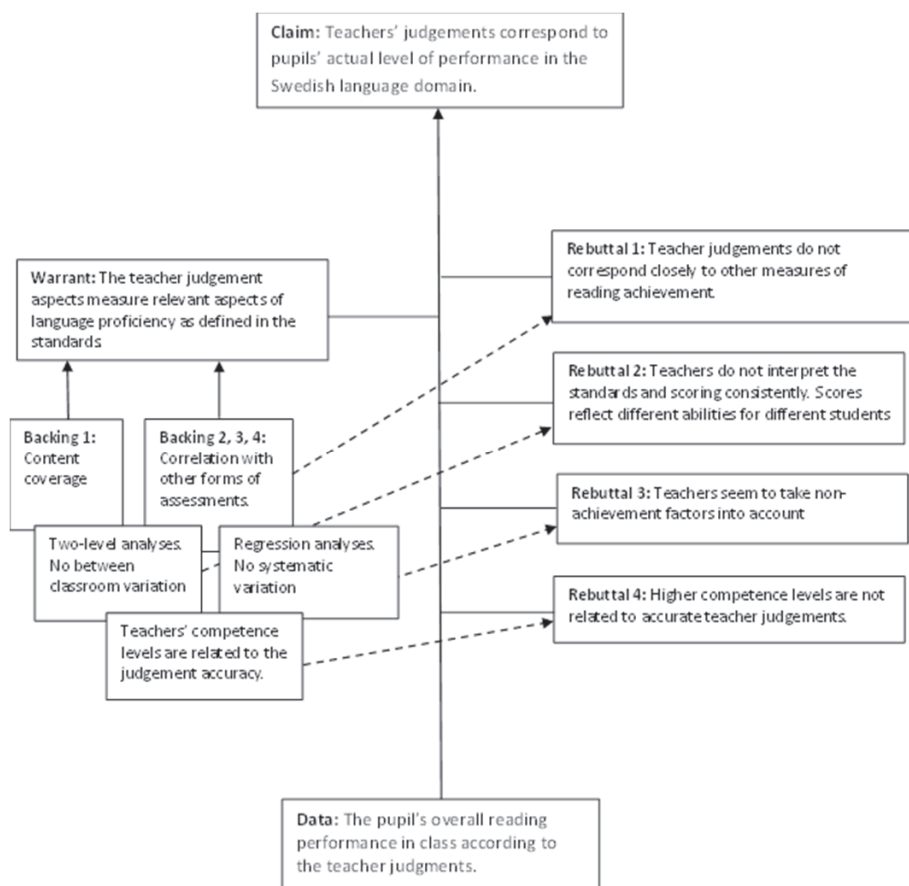 Claim: Teachers' judgements correspond to
pupils' actual level of performance in the
Swedish language domain.
Warrant: The teacher judgement
aspects measure relevant aspects of
language proficiency as defined in the
standards.
Rebuttal 1: Teacher judgements do not
correspond closely to other measures of
reading achievement.
Rebuttal 2: Teachers do not interpret the
standards and scoring consistently. Scores
reflect different abilities for different students
Backing 1:
Content
coverage
Backing 2, 3, 4:
Correlation with
other forms of
assessments.
Rebuttal 3: Teachers seem to take non-
achievement factors into account
Two-level analyses.
No between
classroom variation
Regression analyses.
No systematic
variation
Rebuttal 4: Higher competence levels are not
related to accurate teacher judgements.
Teachers' competence
levels are related to the
judgement accuracy.
Data: The pupil's overall reading
performance in class according to
the teacher judgments.